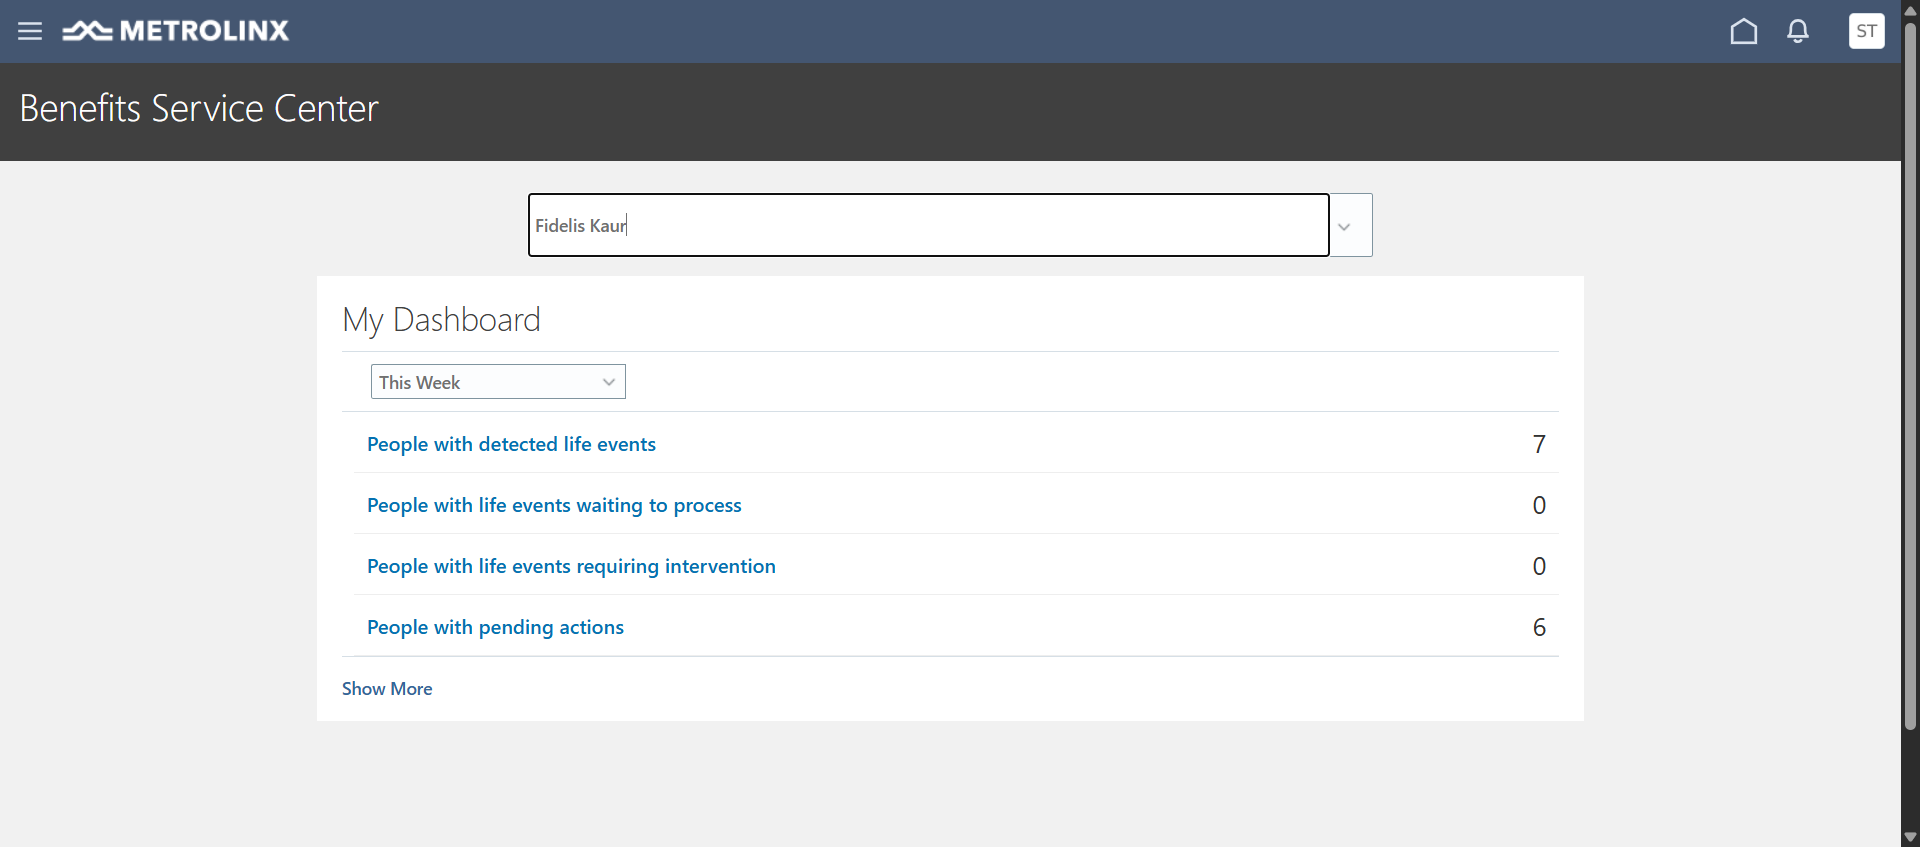 METROLINX
ST
Benefits Service Center
Fidelis Kaur
My Dashboard
This Week
People with detected life events 7
People with life events waiting to process 0
People with life events requiring intervention 0
People with pending actions 6
Show More